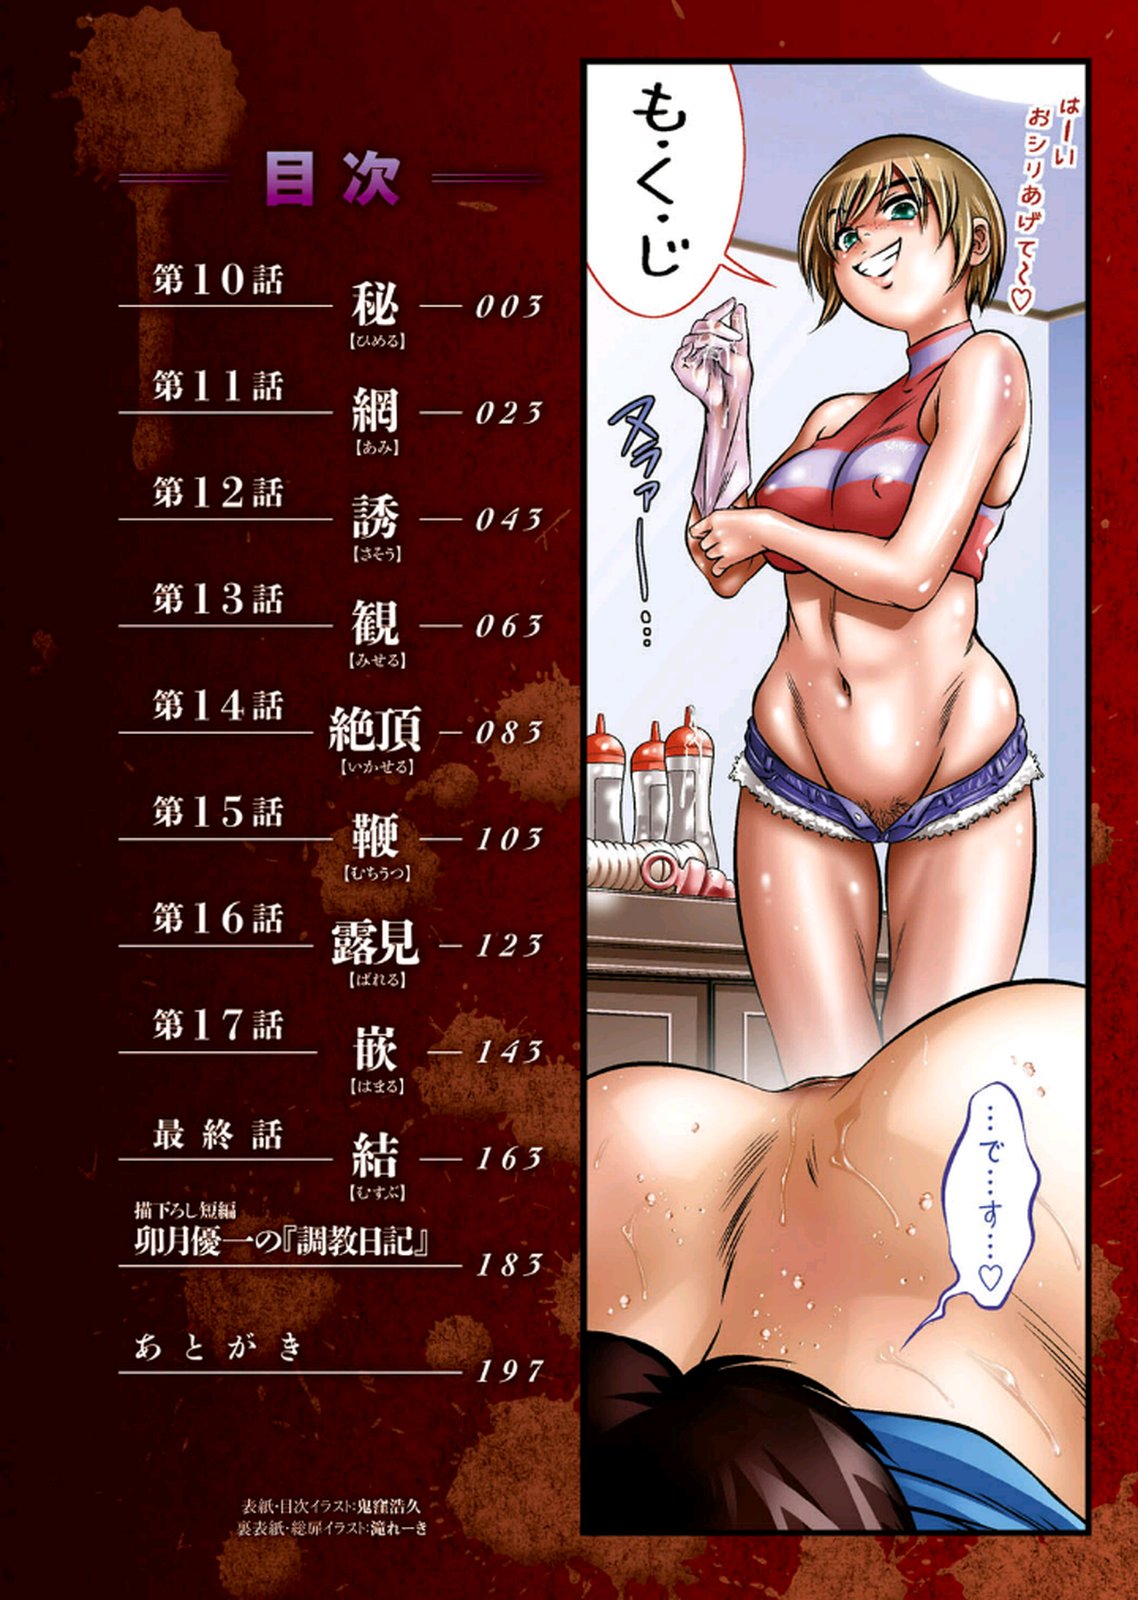 目次
第10話
秘
【ひめる】
003
第11話
網
【あみ】
023
第12話
誘
【さそう】
043
第13話
観
【みせる】
063
第14話
絶頂
【いかせる】
083
第15話
鞭
【むちうつ】
103
第16話
露見
【ばれる】
123
第17話
嵌
【はまる】
143
最終話
結
【むすぶ】
163
描下ろし短編
卯月優一の『調教日記』
183
あとがき
197
表紙・目次イラスト:鬼窪浩久
裏表紙・総扉イラスト:滝れーき
はーい
おシリあげて〜♡
も・く・じ
ヌラァー…
…で…す…♡